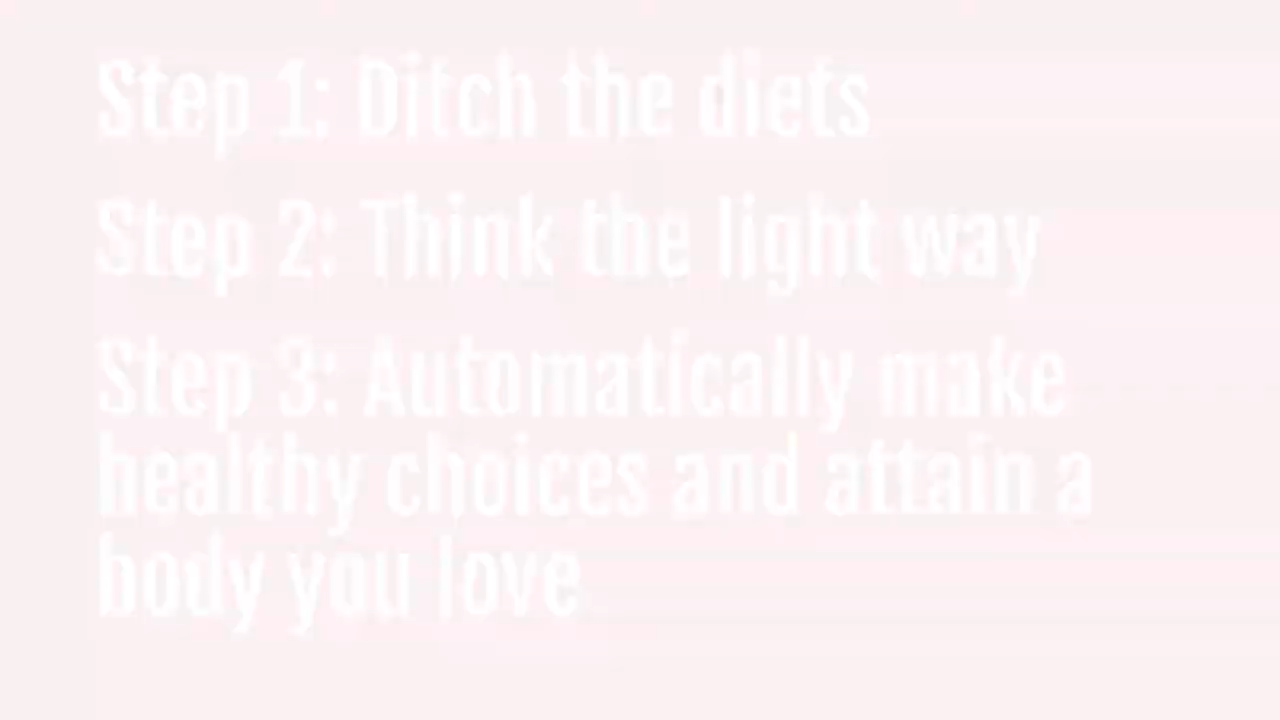 Step 1: Ditch the diets
Step 2: Think the light way
Step 3: Automatically make
healthy choices and attain a
body you love